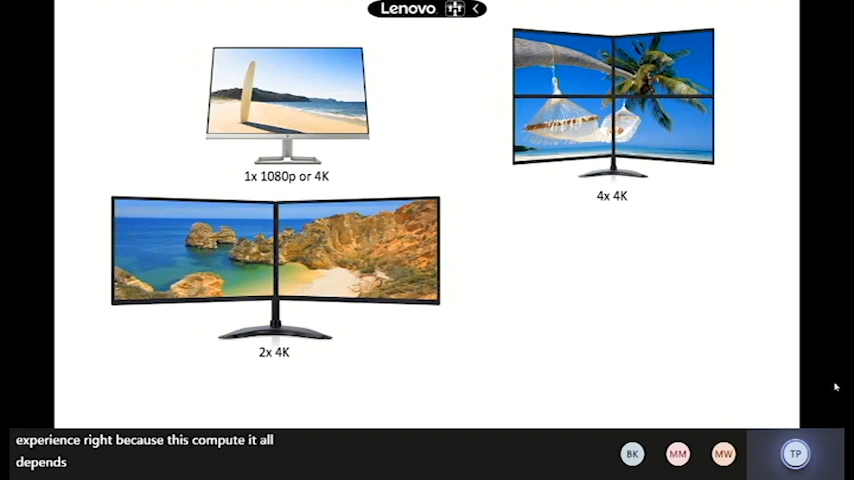 Lenovo
1x 1080p or 4K
4x 4K
2x 4K
experience right because this compute it all
depends
BK
MM
MW
TP